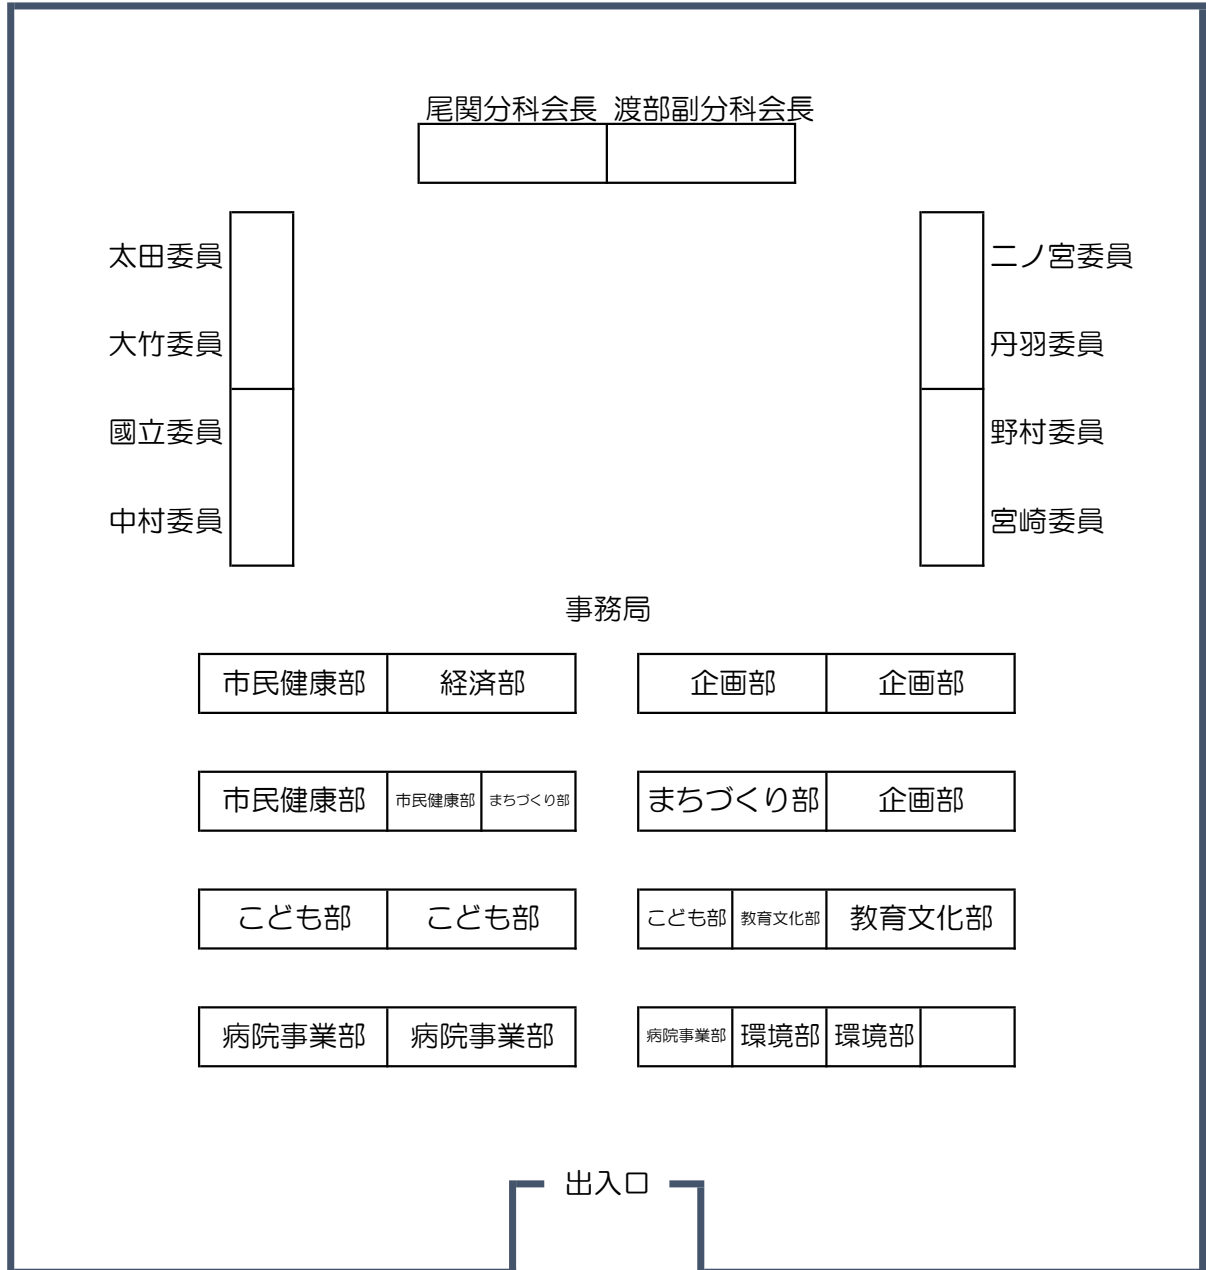 尾関分科会長 渡部副分科会長
太田委員 二ノ宮委員
大竹委員 丹羽委員
國立委員 野村委員
中村委員 宮崎委員
事務局
市民健康部 経済部 企画部 企画部
市民健康部 市民健康部 まちづくり部 まちづくり部 企画部
こども部 こども部 こども部 教育文化部 教育文化部
病院事業部 病院事業部 病院事業部 環境部 環境部
出入口